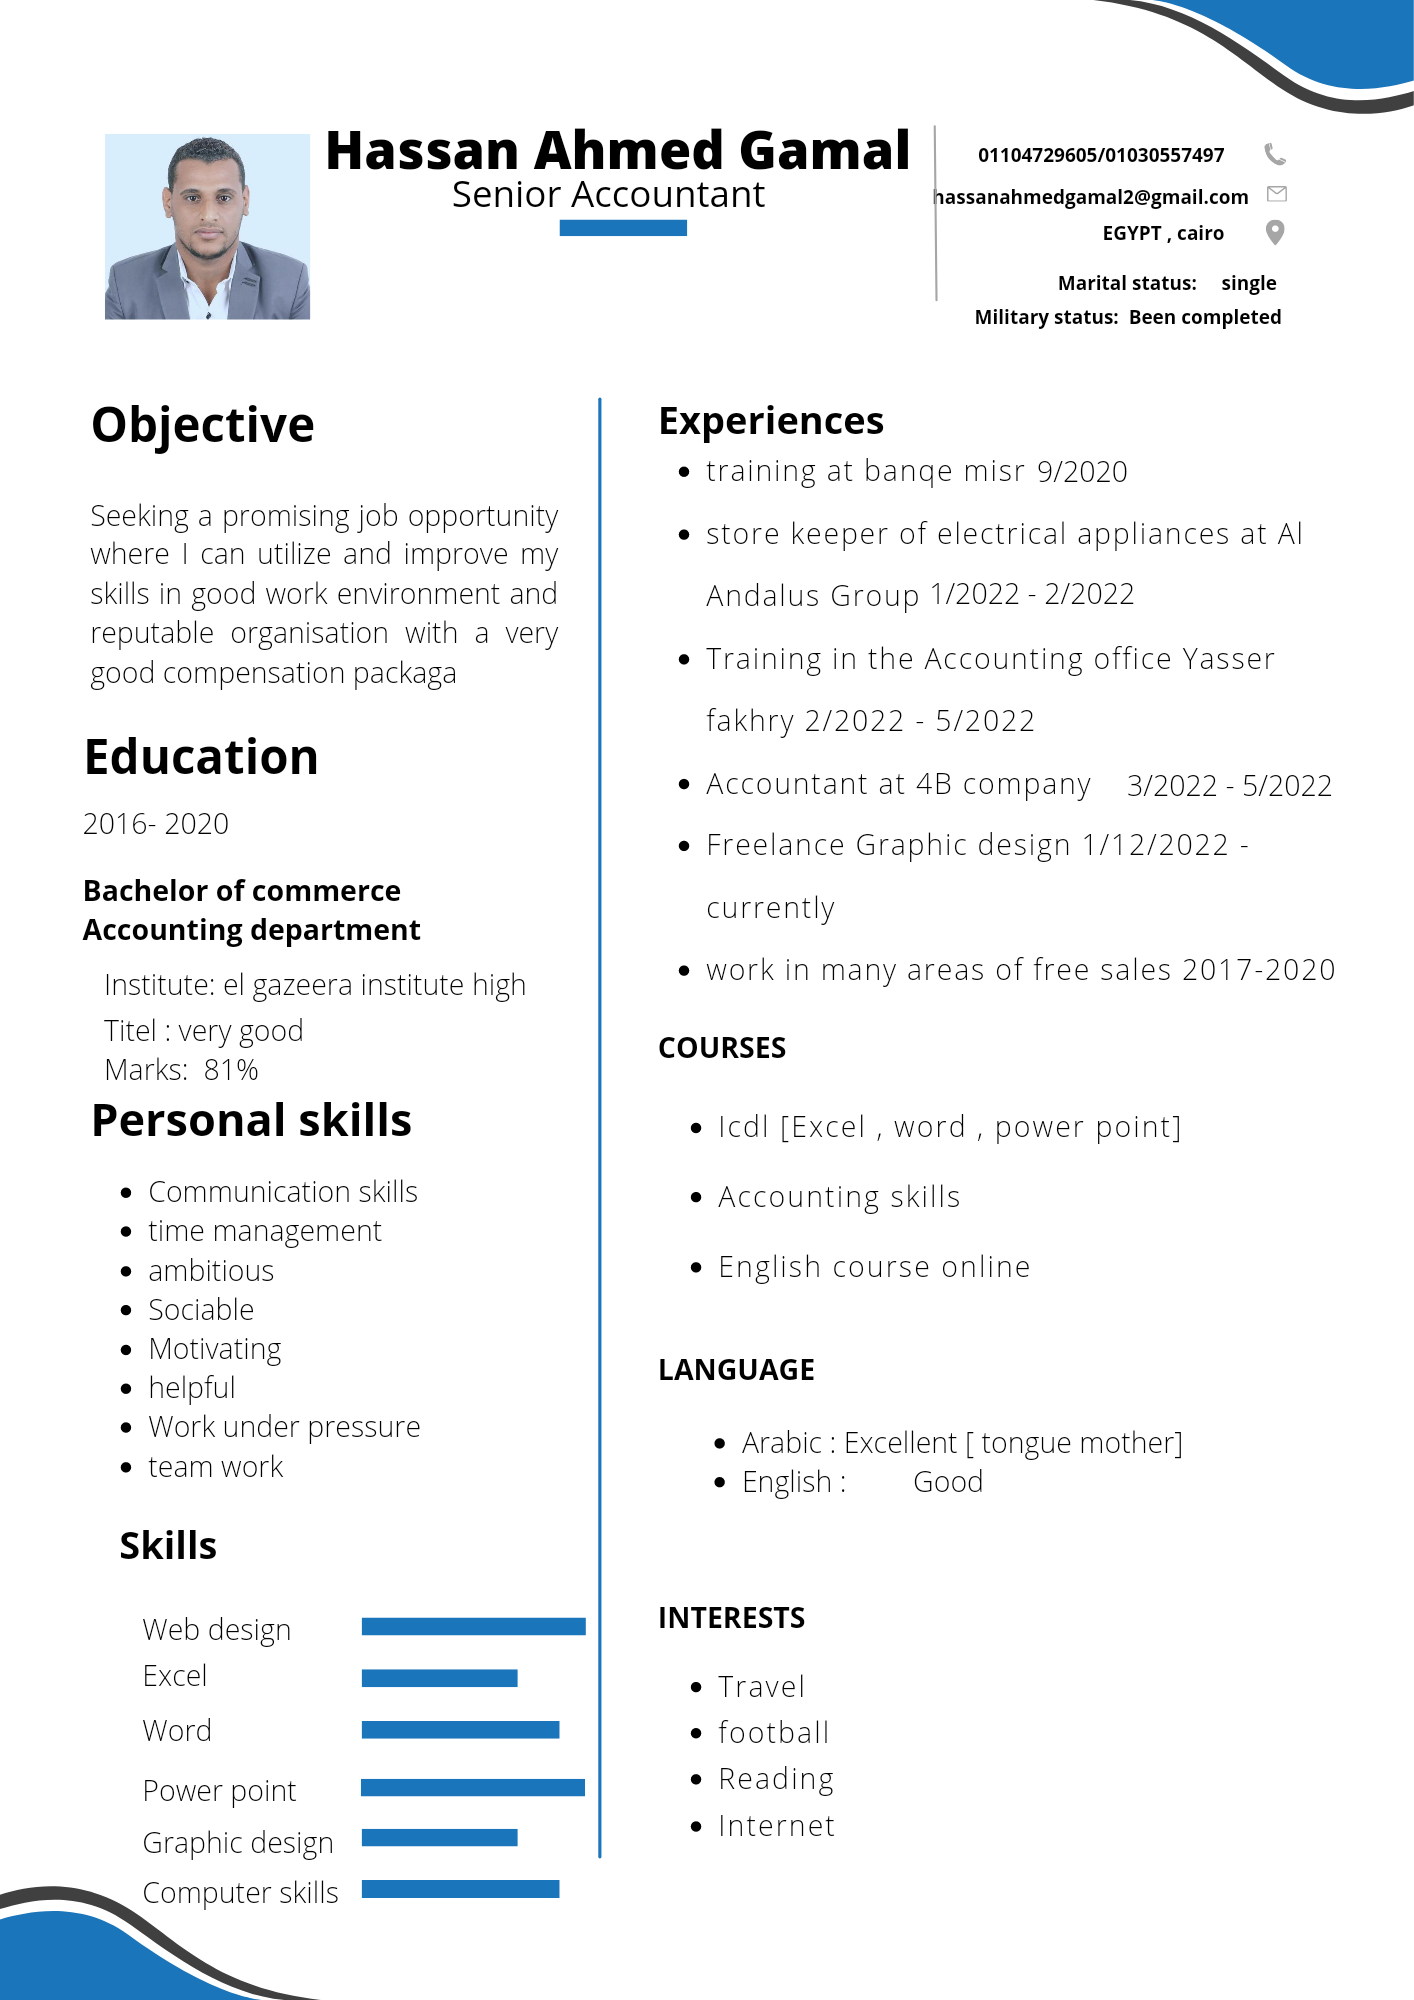 Hassan Ahmed Gamal
Senior Accountant
01104729605/01030557497
hassanahmedgamal2@gmail.com
EGYPT , cairo
Marital status: single
Military status: Been completed
Objective
Seeking a promising job opportunity
where I can utilize and improve my
skills in good work environment and
reputable organisation with a very
good compensation packaga
Education
2016- 2020
Bachelor of commerce
Accounting department
Institute: el gazeera institute high
Titel : very good
Marks: 81%
Personal skills
• Communication skills
• time management
• ambitious
• Sociable
• Motivating
• helpful
• Work under pressure
• team work
Skills
Web design
Excel
Word
Power point
Graphic design
Computer skills
Experiences
• training at banqe misr 9/2020
• store keeper of electrical appliances at Al
Andalus Group 1/2022 - 2/2022
• Training in the Accounting office Yasser
fakhry 2/2022 - 5/2022
• Accountant at 4B company 3/2022 - 5/2022
• Freelance Graphic design 1/12/2022 -
currently
• work in many areas of free sales 2017-2020
COURSES
• Icdl [Excel , word , power point]
• Accounting skills
• English course online
LANGUAGE
• Arabic : Excellent [ tongue mother]
• English : Good
INTERESTS
• Travel
• football
• Reading
• Internet